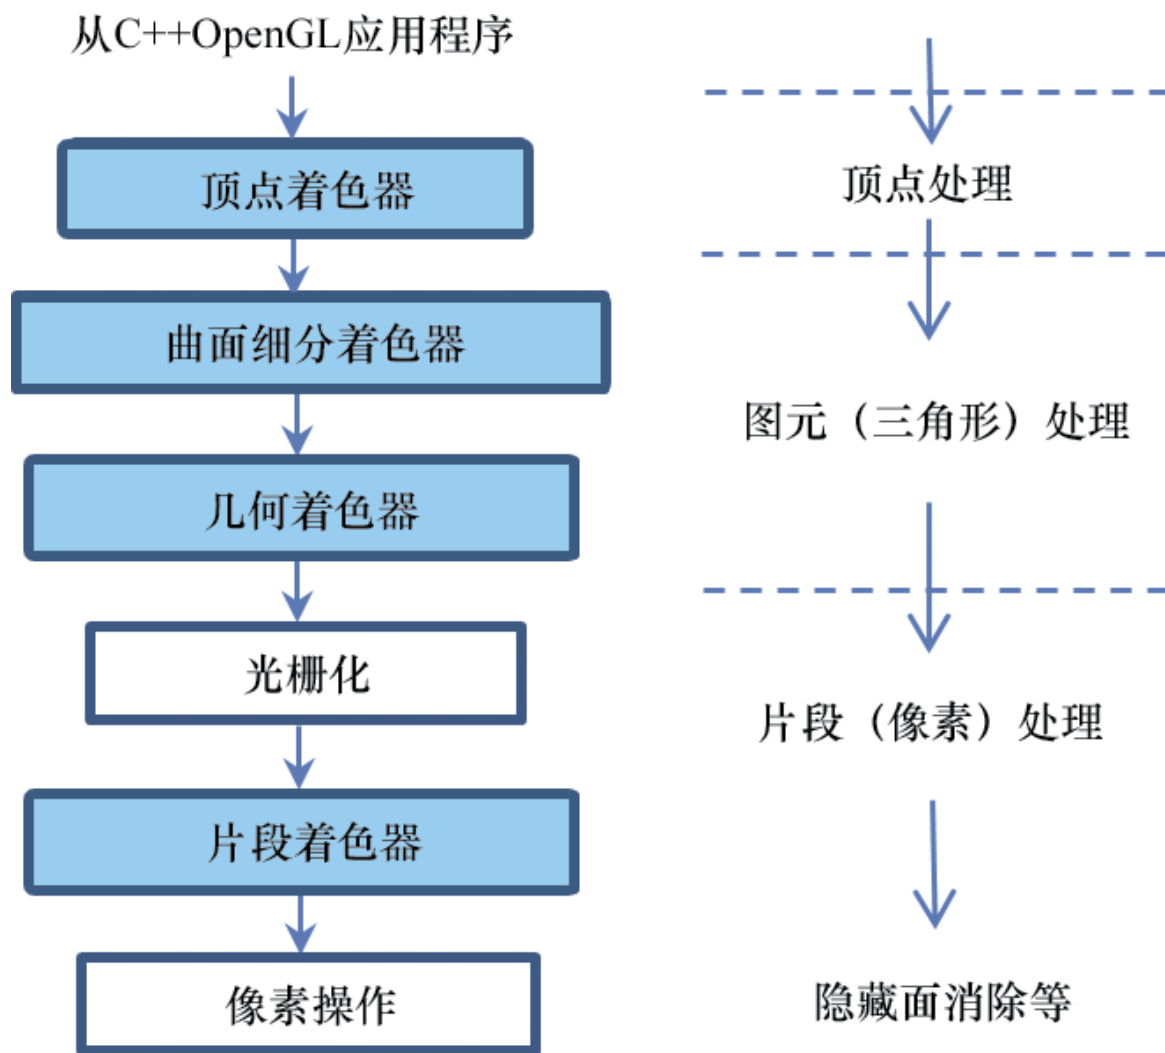 从C++OpenGL应用程序
顶点着色器
曲面细分着色器
几何着色器
光栅化
片段着色器
像素操作
顶点处理
图元（三角形）处理
片段（像素）处理
隐藏面消除等